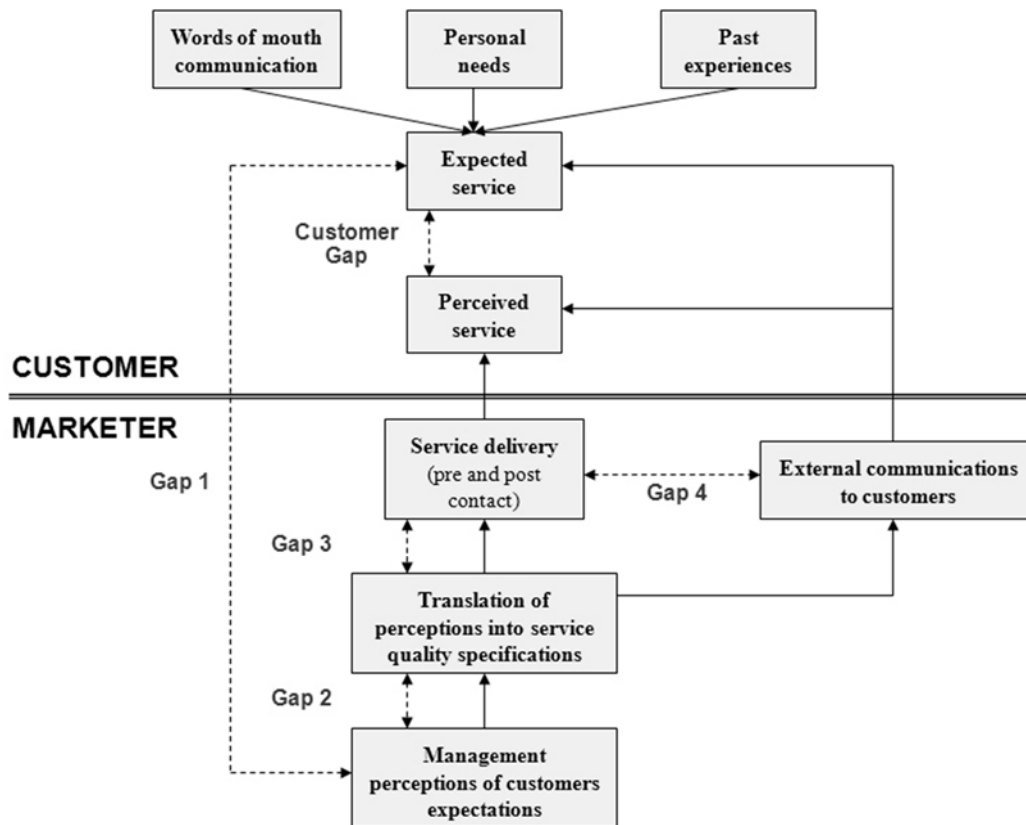 Words of mouth
communication
Personal
needs
Past
experiences
Expected
service
Customer
Gap
Perceived
service
CUSTOMER
MARKETER
Service delivery
(pre and post
contact)
External communications
to customers
Gap 1
Gap 4
Gap 3
Translation of
perceptions into service
quality specifications
Gap 2
Management
perceptions of customers
expectations